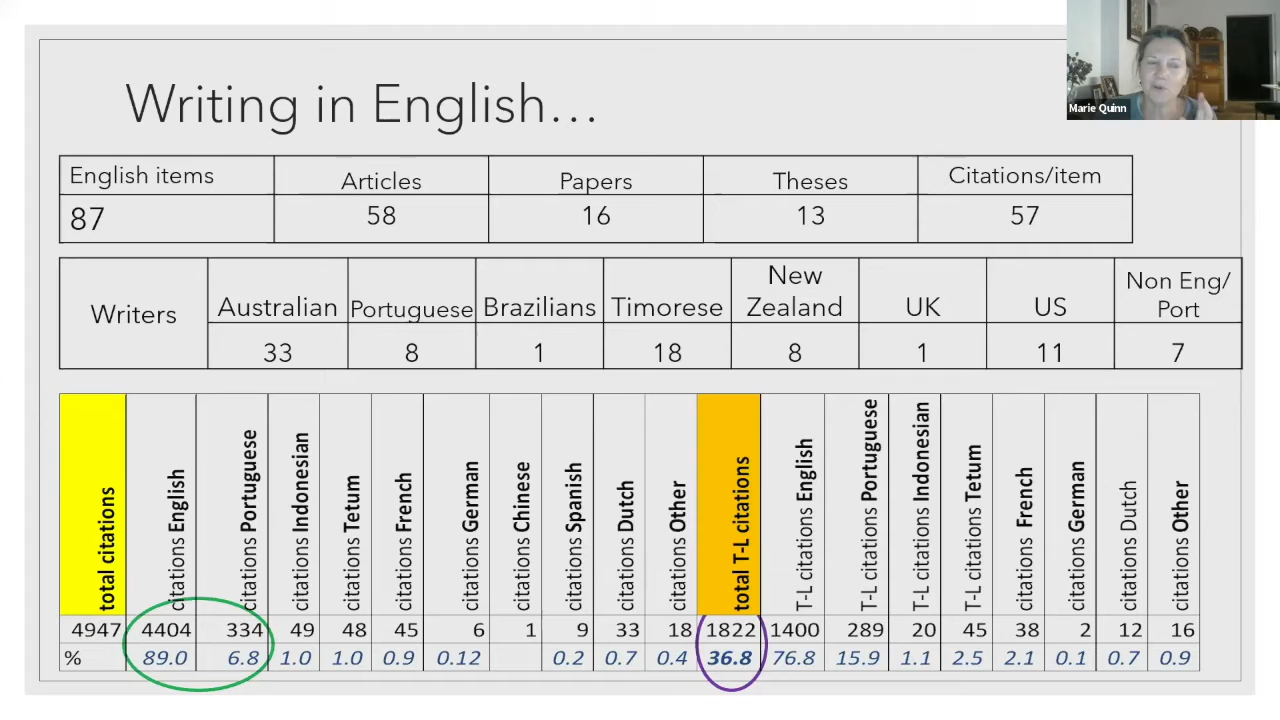 Writing in English...
Marie Quinn
English items
Articles
Papers
Theses
Citations/item
87
58
16
13
57
Writers
Australian
Portuguese
Brazilians
Timorese
New
Zealand
UK
US
Non Eng/
Port
33
8
1
18
8
1
11
7
total citations
citations English
citations Portuguese
citations Indonesian
citations Tetum
citations French
citations German
citations Chinese
citations Spanish
citations Dutch
citations Other
total T-L citations
T-L citations English
T-L citations Portuguese
T-L citations Indonesian
T-L citations Tetum
citations French
citations German
citations Dutch
citations Other
4947 4404 334 49 48 45 6 1 9 33 18 1822 1400 289 20 45 38 2 12 16
% 89.0 6.8 1.0 1.0 0.9 0.12 0.2 0.7 0.4 36.8 76.8 15.9 1.1 2.5 2.1 0.1 0.7 0.9